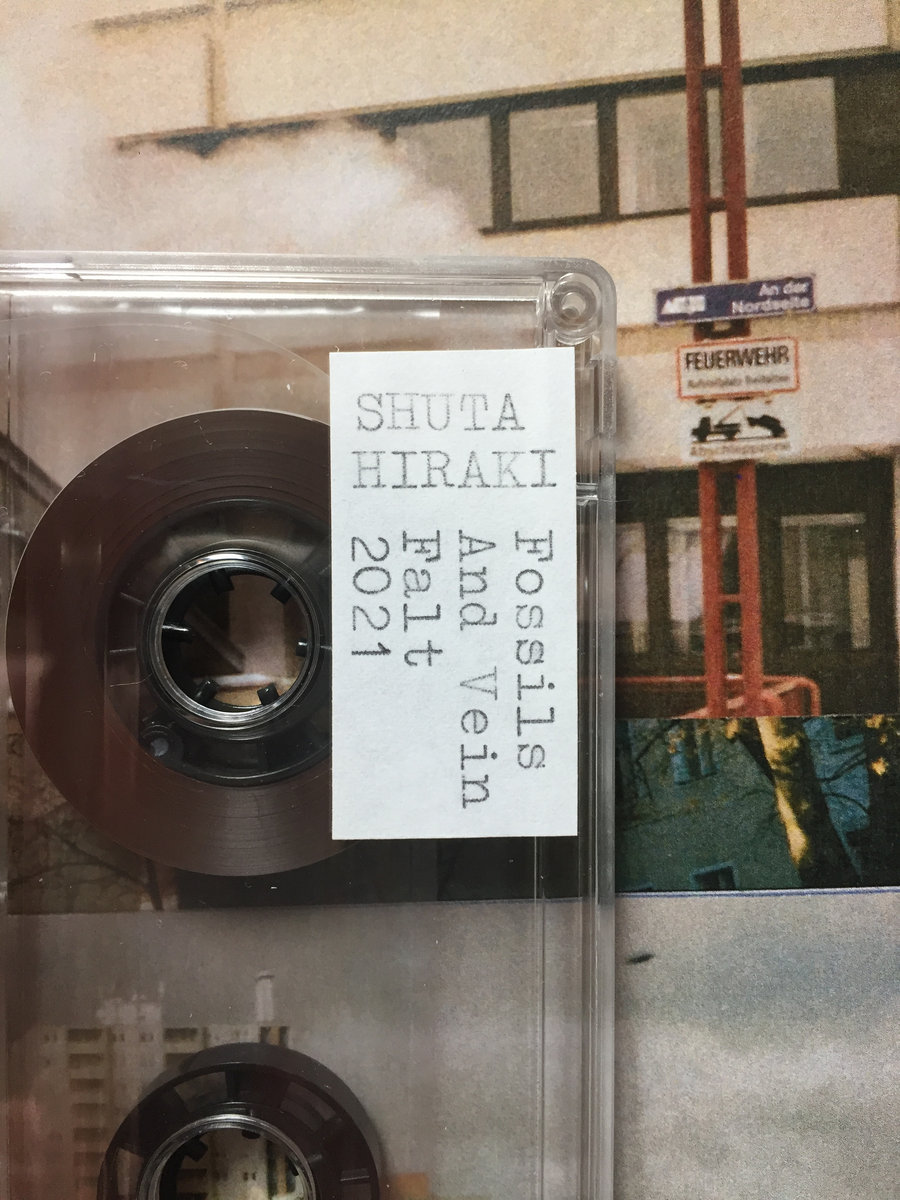 SHUTA
HIRAKI
Fossils
And Vein
Falt
2021
An der
Nordseite
FEUERWEHR